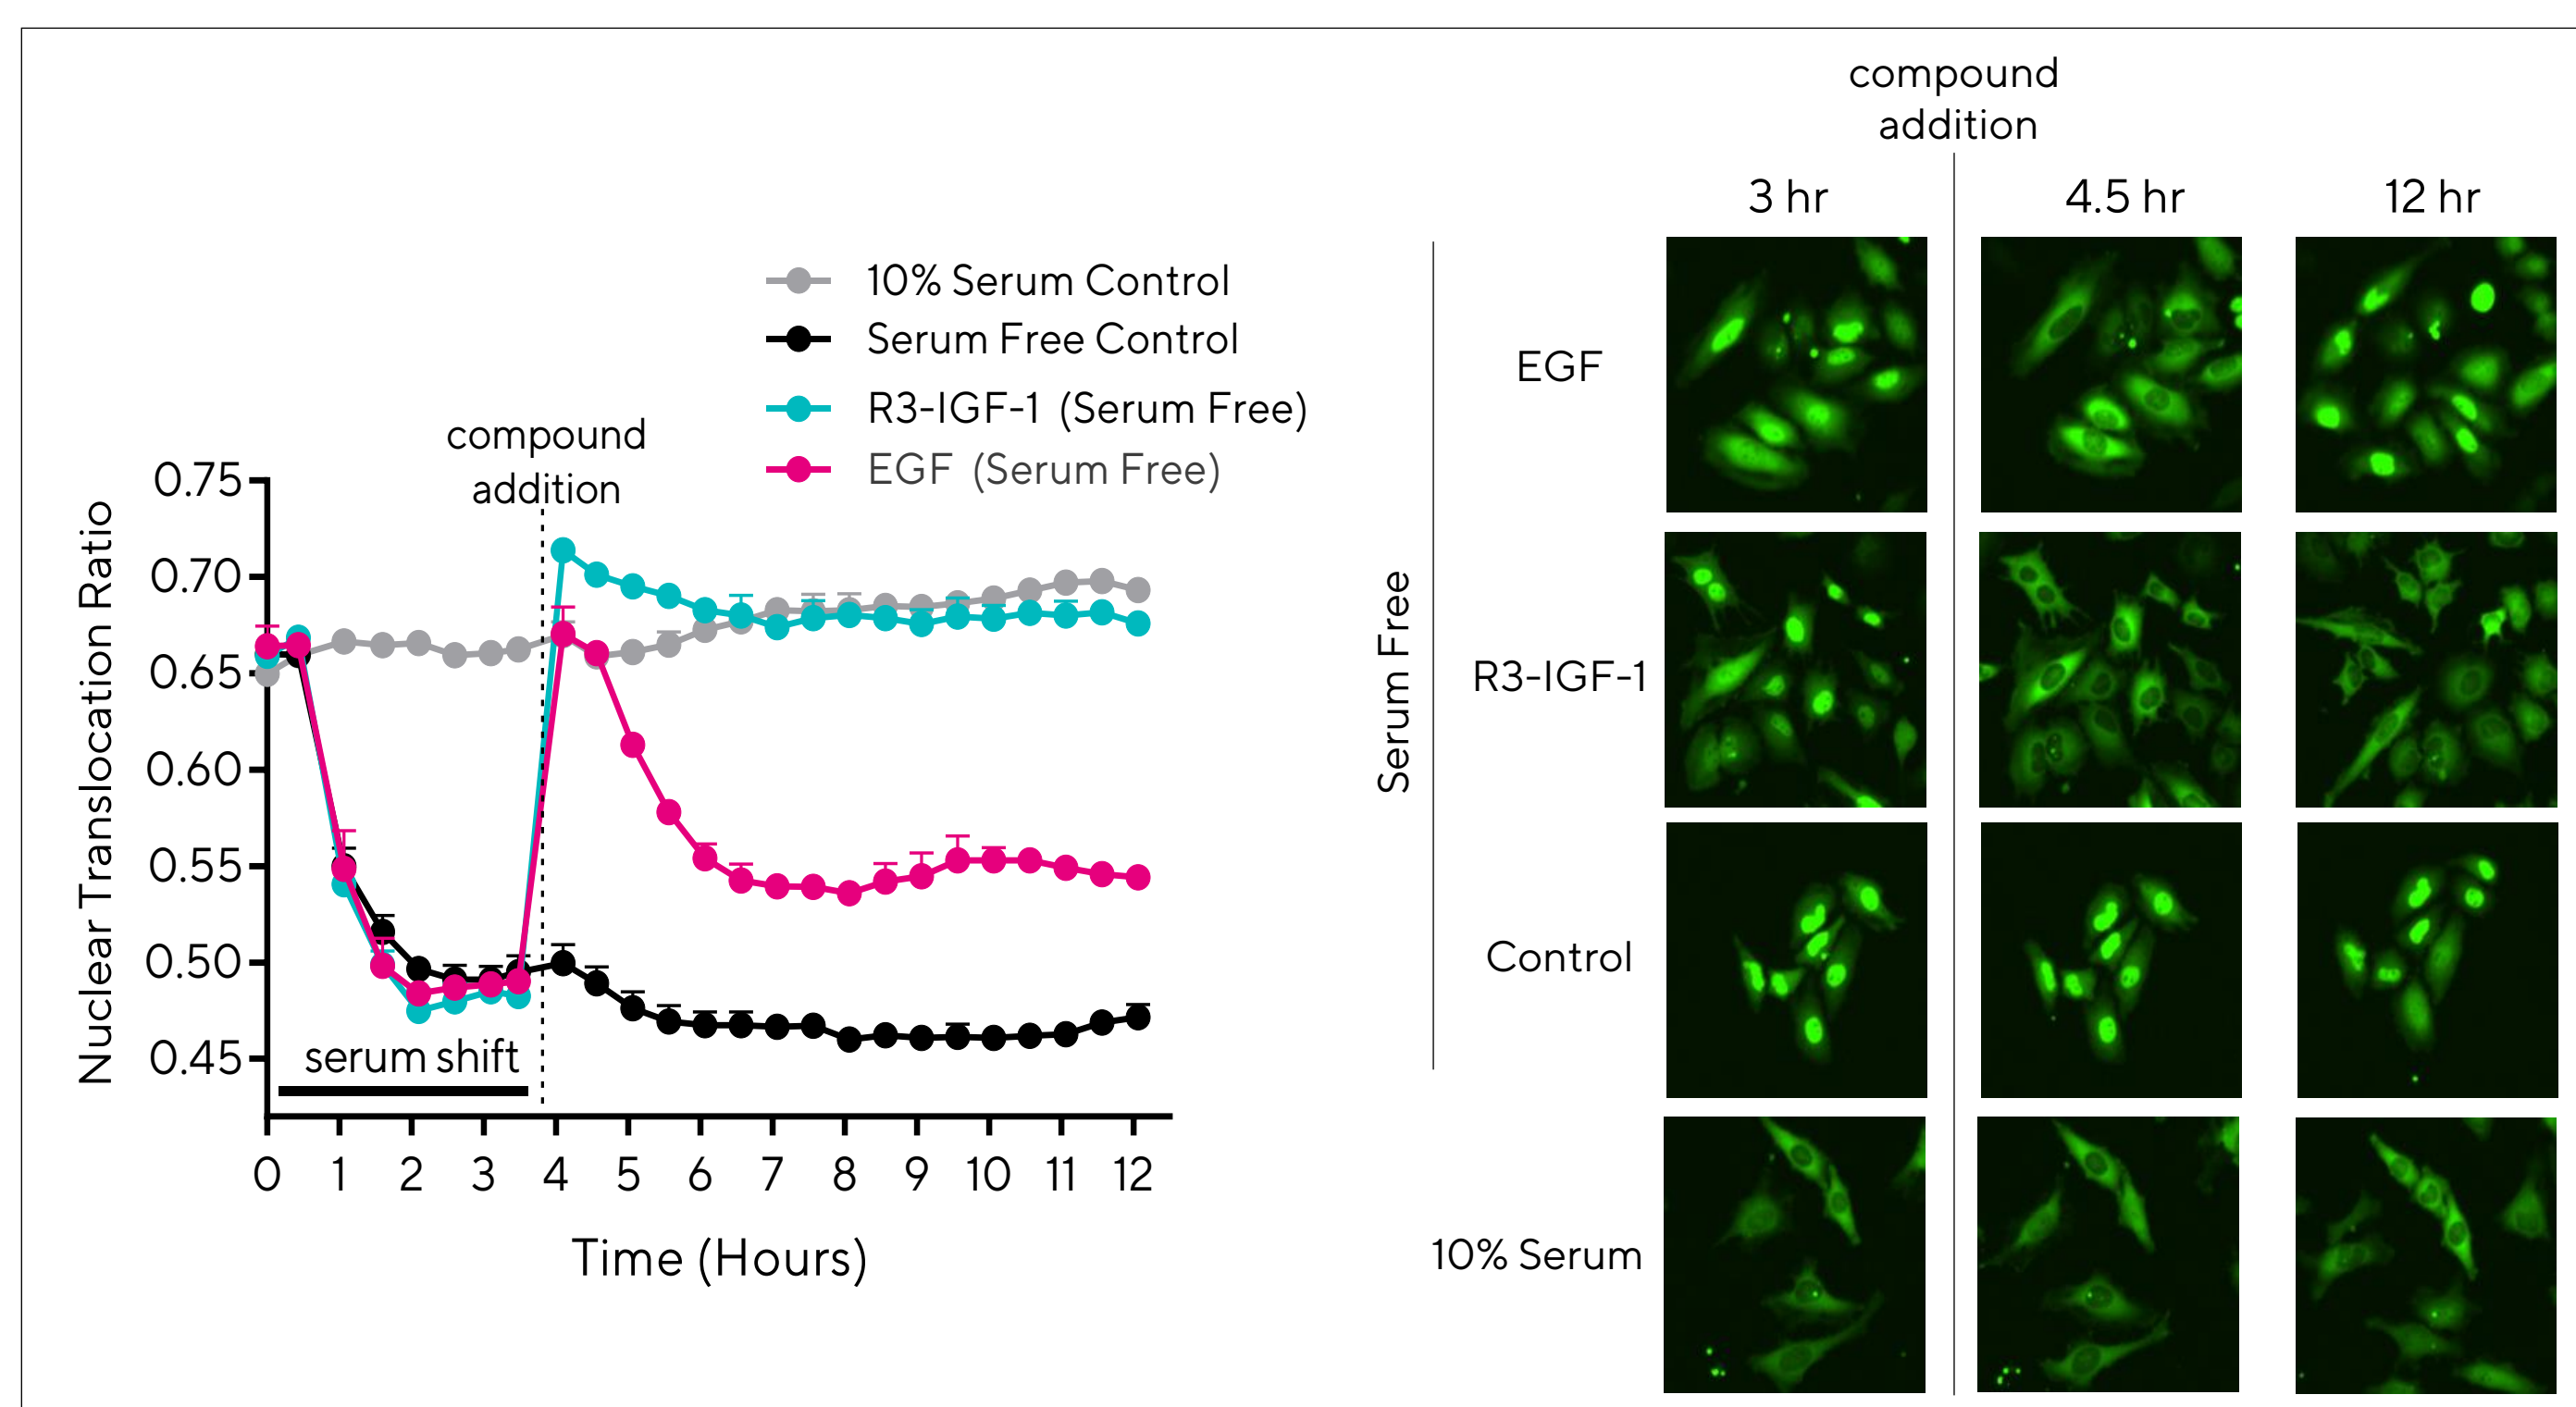 10% Serum Control
Serum Free Control
R3-IGF-1 (Serum Free)
EGF (Serum Free)
compound
addition
0.75
0.70
0.65
0.60
0.55
0.50
0.45
Nuclear Translocation Ratio
serum shift
0 1 2 3 4 5 6 7 8 9 10 11 12
Time (Hours)
compound
addition
3 hr 4.5 hr 12 hr
Serum Free
EGF
R3-IGF-1
Control
10% Serum